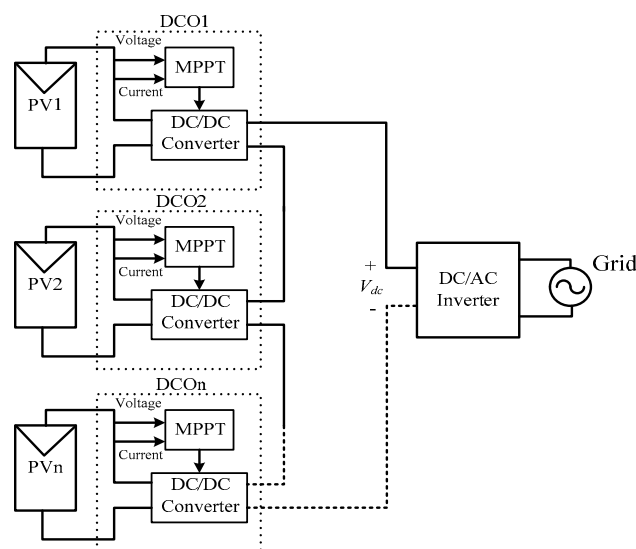 DCO1
Voltage
MPPT
PV1
Current
DC/DC
Converter
DCO2
Voltage
MPPT
PV2
Current
DC/DC
Converter
+
Vdc
-
DC/AC
Inverter
Grid
DCOn
Voltage
MPPT
PVn
Current
DC/DC
Converter